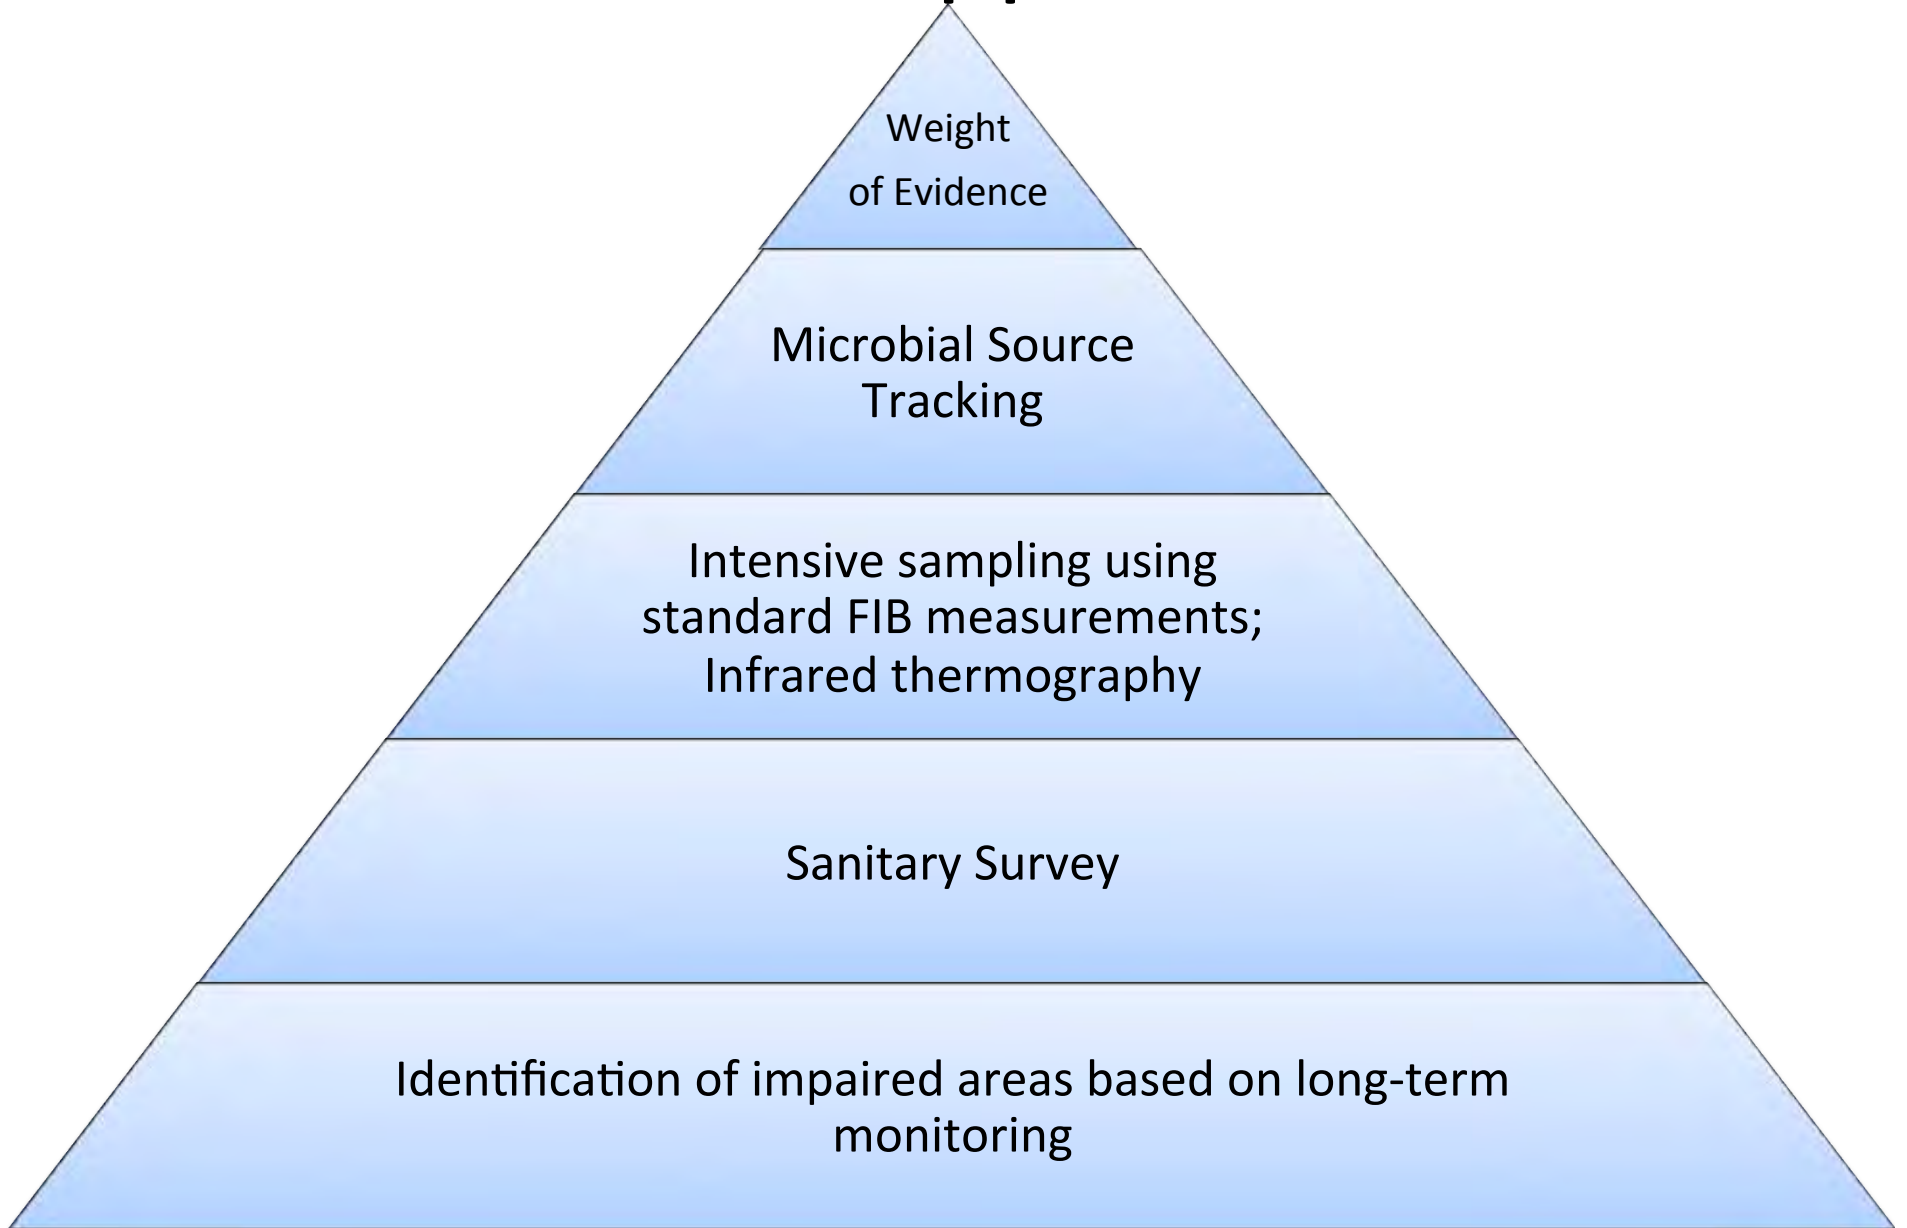 Weight
of Evidence
Microbial Source
Tracking
Intensive sampling using
standard FIB measurements;
Infrared thermography
Sanitary Survey
Identification of impaired areas based on long-term
monitoring